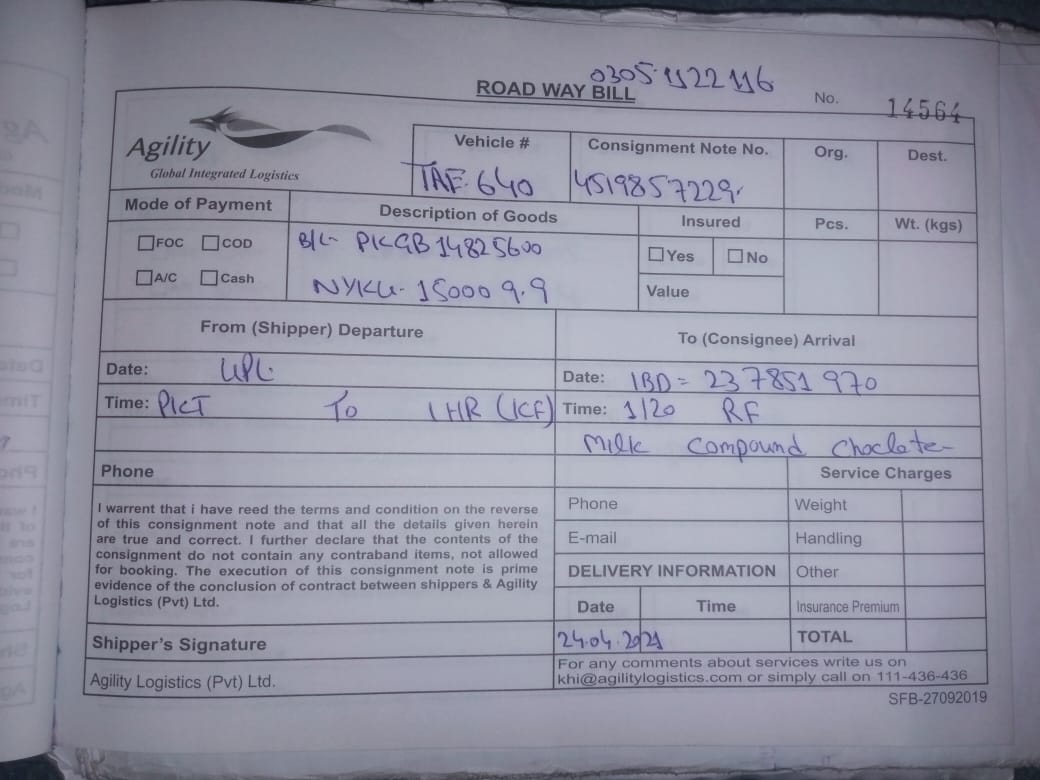 0305 1122 116
ROAD WAY BILL
No. 14564
Agility
Global Integrated Logistics
Vehicle #
Consignment Note No.
Org.
Dest.
TAF. 640
4519857229
Mode of Payment
Description of Goods
Insured
Pcs.
Wt. (kgs)
FOC COD
B/L- PKGB14825600
Yes No
A/C Cash
NYKU- 15000 9.9
Value
From (Shipper) Departure
To (Consignee) Arrival
Date: UPL
Date: IBD = 237851970
Time: PICT To LHR (ICF)
Time: 1/20 RF
Milk Compound Choclate
Phone
Service Charges
I warrent that i have reed the terms and condition on the reverse
of this consignment note and that all the details given herein
are true and correct. I further declare that the contents of the
consignment do not contain any contraband items, not allowed
for booking. The execution of this consignment note is prime
evidence of the conclusion of contract between shippers & Agility
Logistics (Pvt) Ltd.
Phone
Weight
E-mail
Handling
DELIVERY INFORMATION
Other
Date
Time
Insurance Premium
Shipper's Signature
24.04.2021
TOTAL
Agility Logistics (Pvt) Ltd.
For any comments about services write us on
khi@agilitylogistics.com or simply call on 111-436-436
SFB-27092019